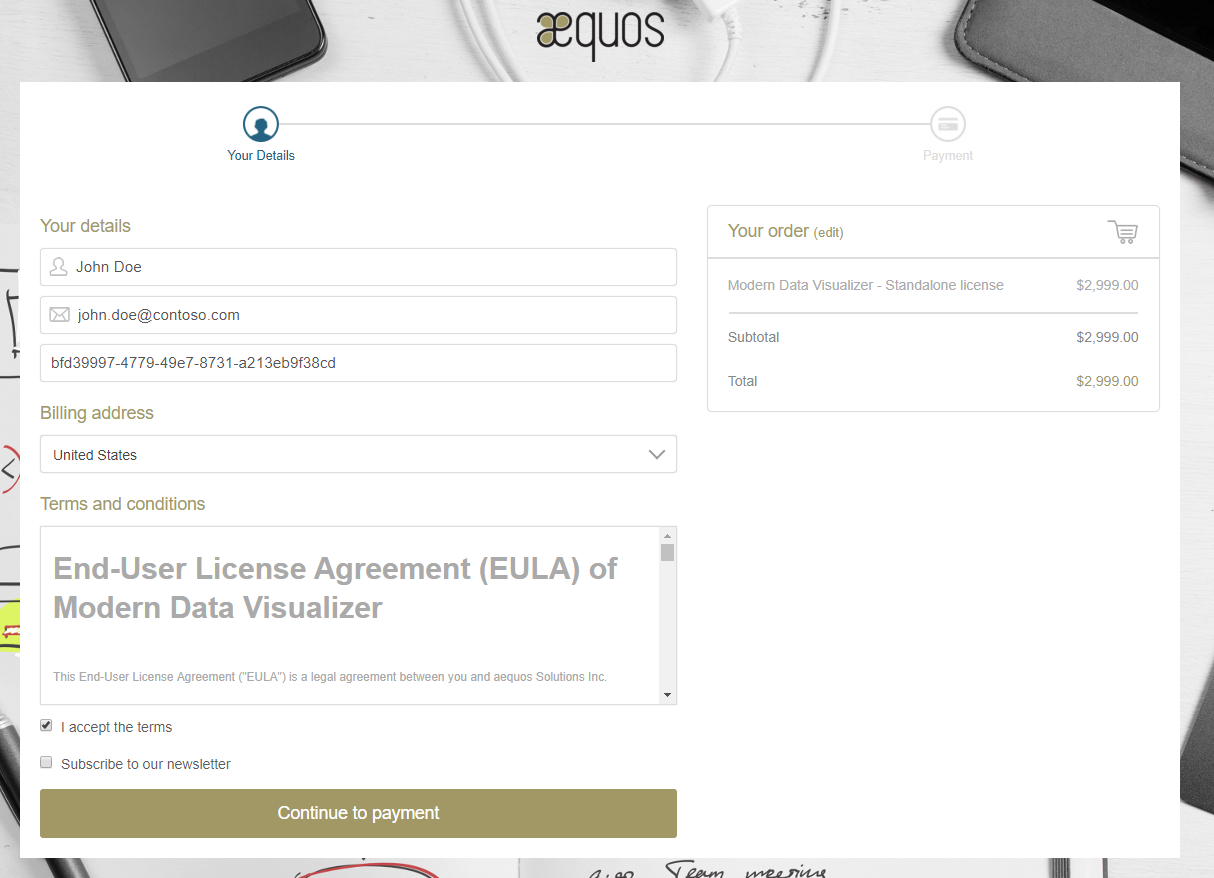 æquos
Your Details
Payment
Your details
John Doe
john.doe@contoso.com
bfd39997-4779-49e7-8731-a213eb9f38cd
Billing address
United States
Terms and conditions
End-User License Agreement (EULA) of
Modern Data Visualizer
This End-User License Agreement ("EULA") is a legal agreement between you and aequos Solutions Inc.
I accept the terms
Subscribe to our newsletter
Continue to payment
Your order (edit)
Modern Data Visualizer - Standalone license $2,999.00
Subtotal $2,999.00
Total $2,999.00
Team meeting